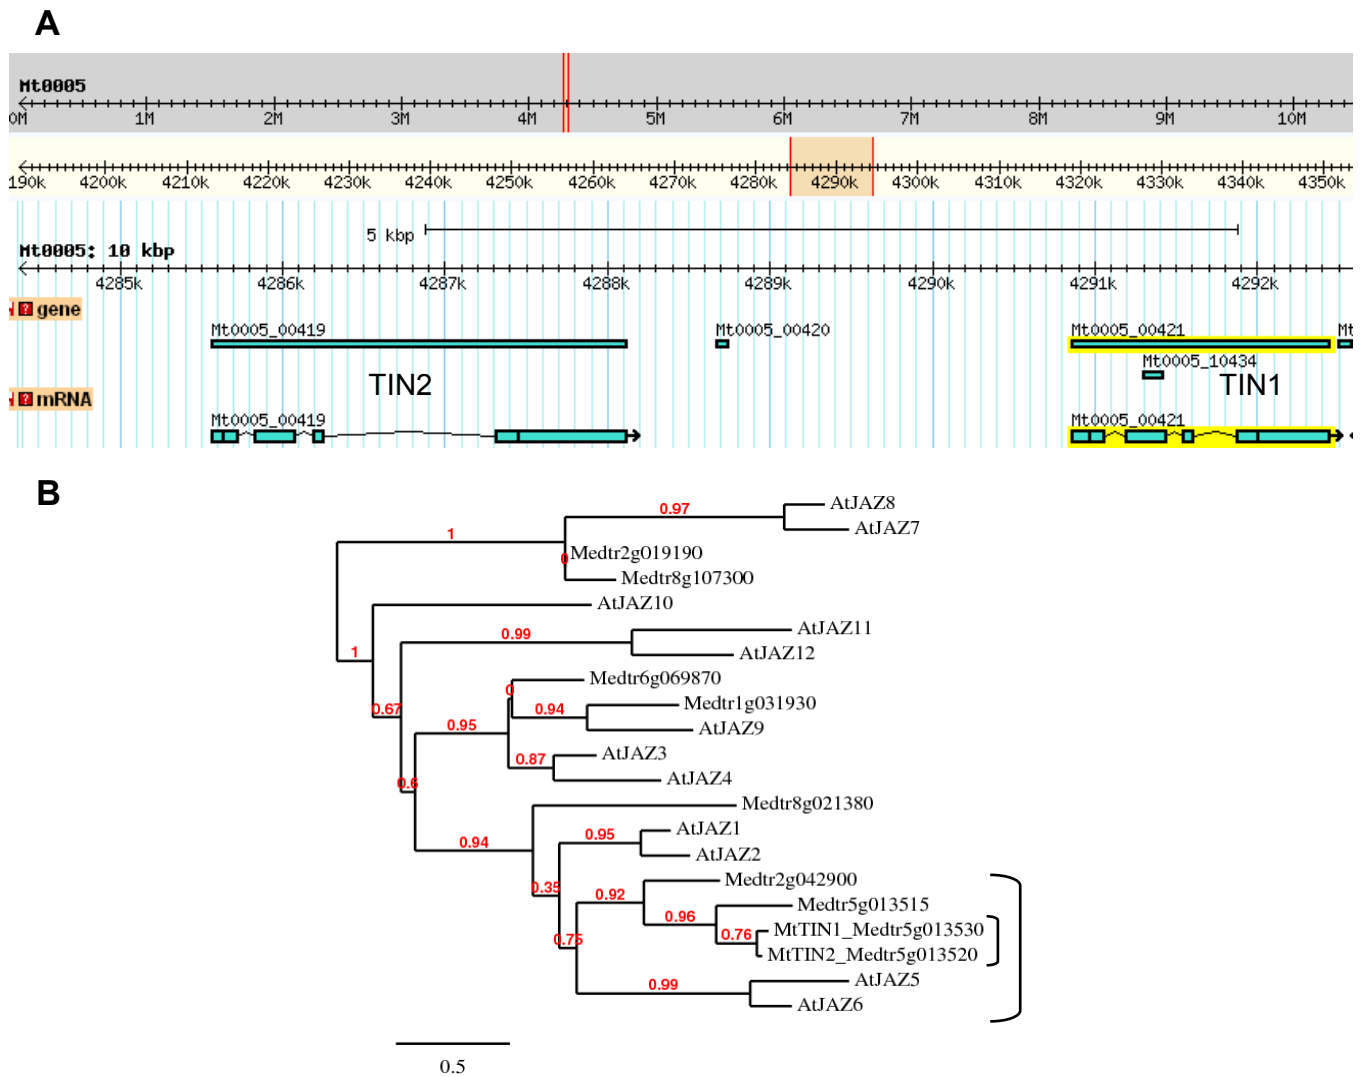 A
Mt0005
0M 1M 2M 3M 4M 5M 6M 7M 8M 9M 10M
190k 4200k 4210k 4220k 4230k 4240k 4250k 4260k 4270k 4280k 4290k 4300k 4310k 4320k 4330k 4340k 4350k
5 kbp
Mt0005: 10 kbp
4285k 4286k 4287k 4288k 4289k 4290k 4291k 4292k
? gene
Mt0005_00419 Mt0005_00420 Mt0005_00421
Mt0005_10434
TIN2 TIN1
? mRNA
Mt0005_00419 Mt0005_00421
B
AtJAZ8
0.97
AtJAZ7
1
Medtr2g019190
0
Medtr8g107300
AtJAZ10
AtJAZ11
0.99
AtJAZ12
1
Medtr6g069870
0
Medtr1g031930
0.94
0.67
AtJAZ9
0.95
AtJAZ3
0.87
AtJAZ4
0.6
Medtr8g021380
AtJAZ1
0.95
0.94
AtJAZ2
Medtr2g042900
0.35
0.92
Medtr5g013515
0.96
MtTIN1_Medtr5g013530
0.76
0.75
MtTIN2_Medtr5g013520
AtJAZ5
0.99
AtJAZ6
0.5